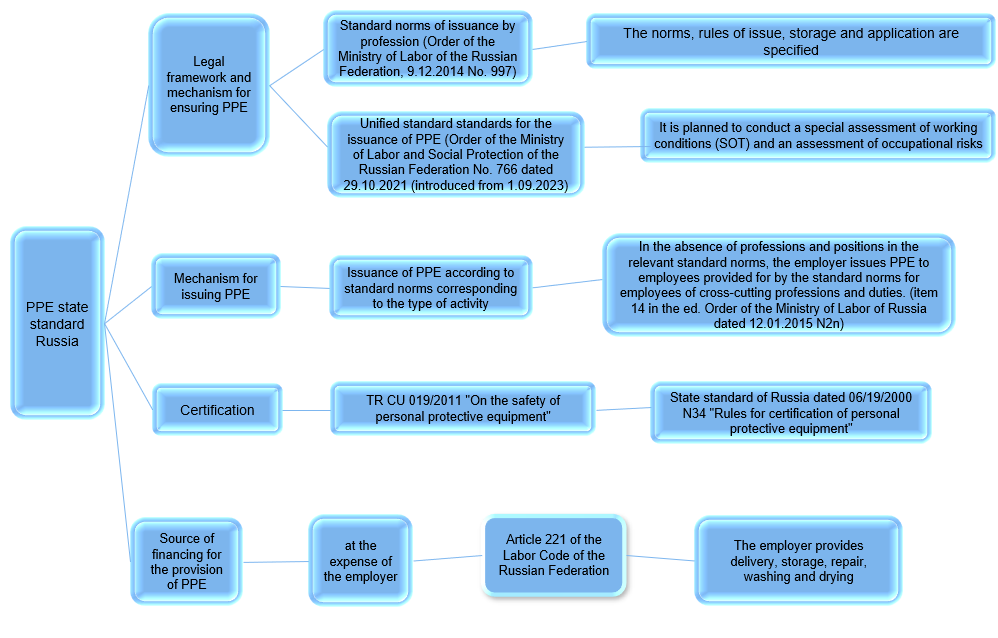 PPE state
standard
Russia
Legal
framework and
mechanism for
ensuring PPE
Standard norms of issuance by
profession (Order of the
Ministry of Labor of the Russian
Federation, 9.12.2014 No. 997)
The norms, rules of issue, storage and application are
specified
Unified standard standards for the
issuance of PPE (Order of the Ministry
of Labor and Social Protection of the
Russian Federation No. 766 dated
29.10.2021 (introduced from 1.09.2023)
It is planned to conduct a special assessment of working
conditions (SOT) and an assessment of occupational risks
Mechanism for
issuing PPE
Issuance of PPE according to
standard norms corresponding
to the type of activity
In the absence of professions and positions in the
relevant standard norms, the employer issues PPE to
employees provided for by the standard norms for
employees of cross-cutting professions and duties. (item
14 in the ed. Order of the Ministry of Labor of Russia
dated 12.01.2015 N2n)
Certification
TR CU 019/2011 "On the safety of
personal protective equipment"
State standard of Russia dated 06/19/2000
N34 "Rules for certification of personal
protective equipment"
Source of
financing for
the provision
of PPE
at the
expense of
the employer
Article 221 of the
Labor Code of the
Russian Federation
The employer provides
delivery, storage, repair,
washing and drying